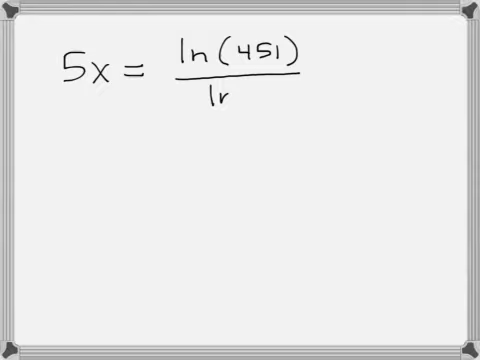 5x = ln(451)
lr